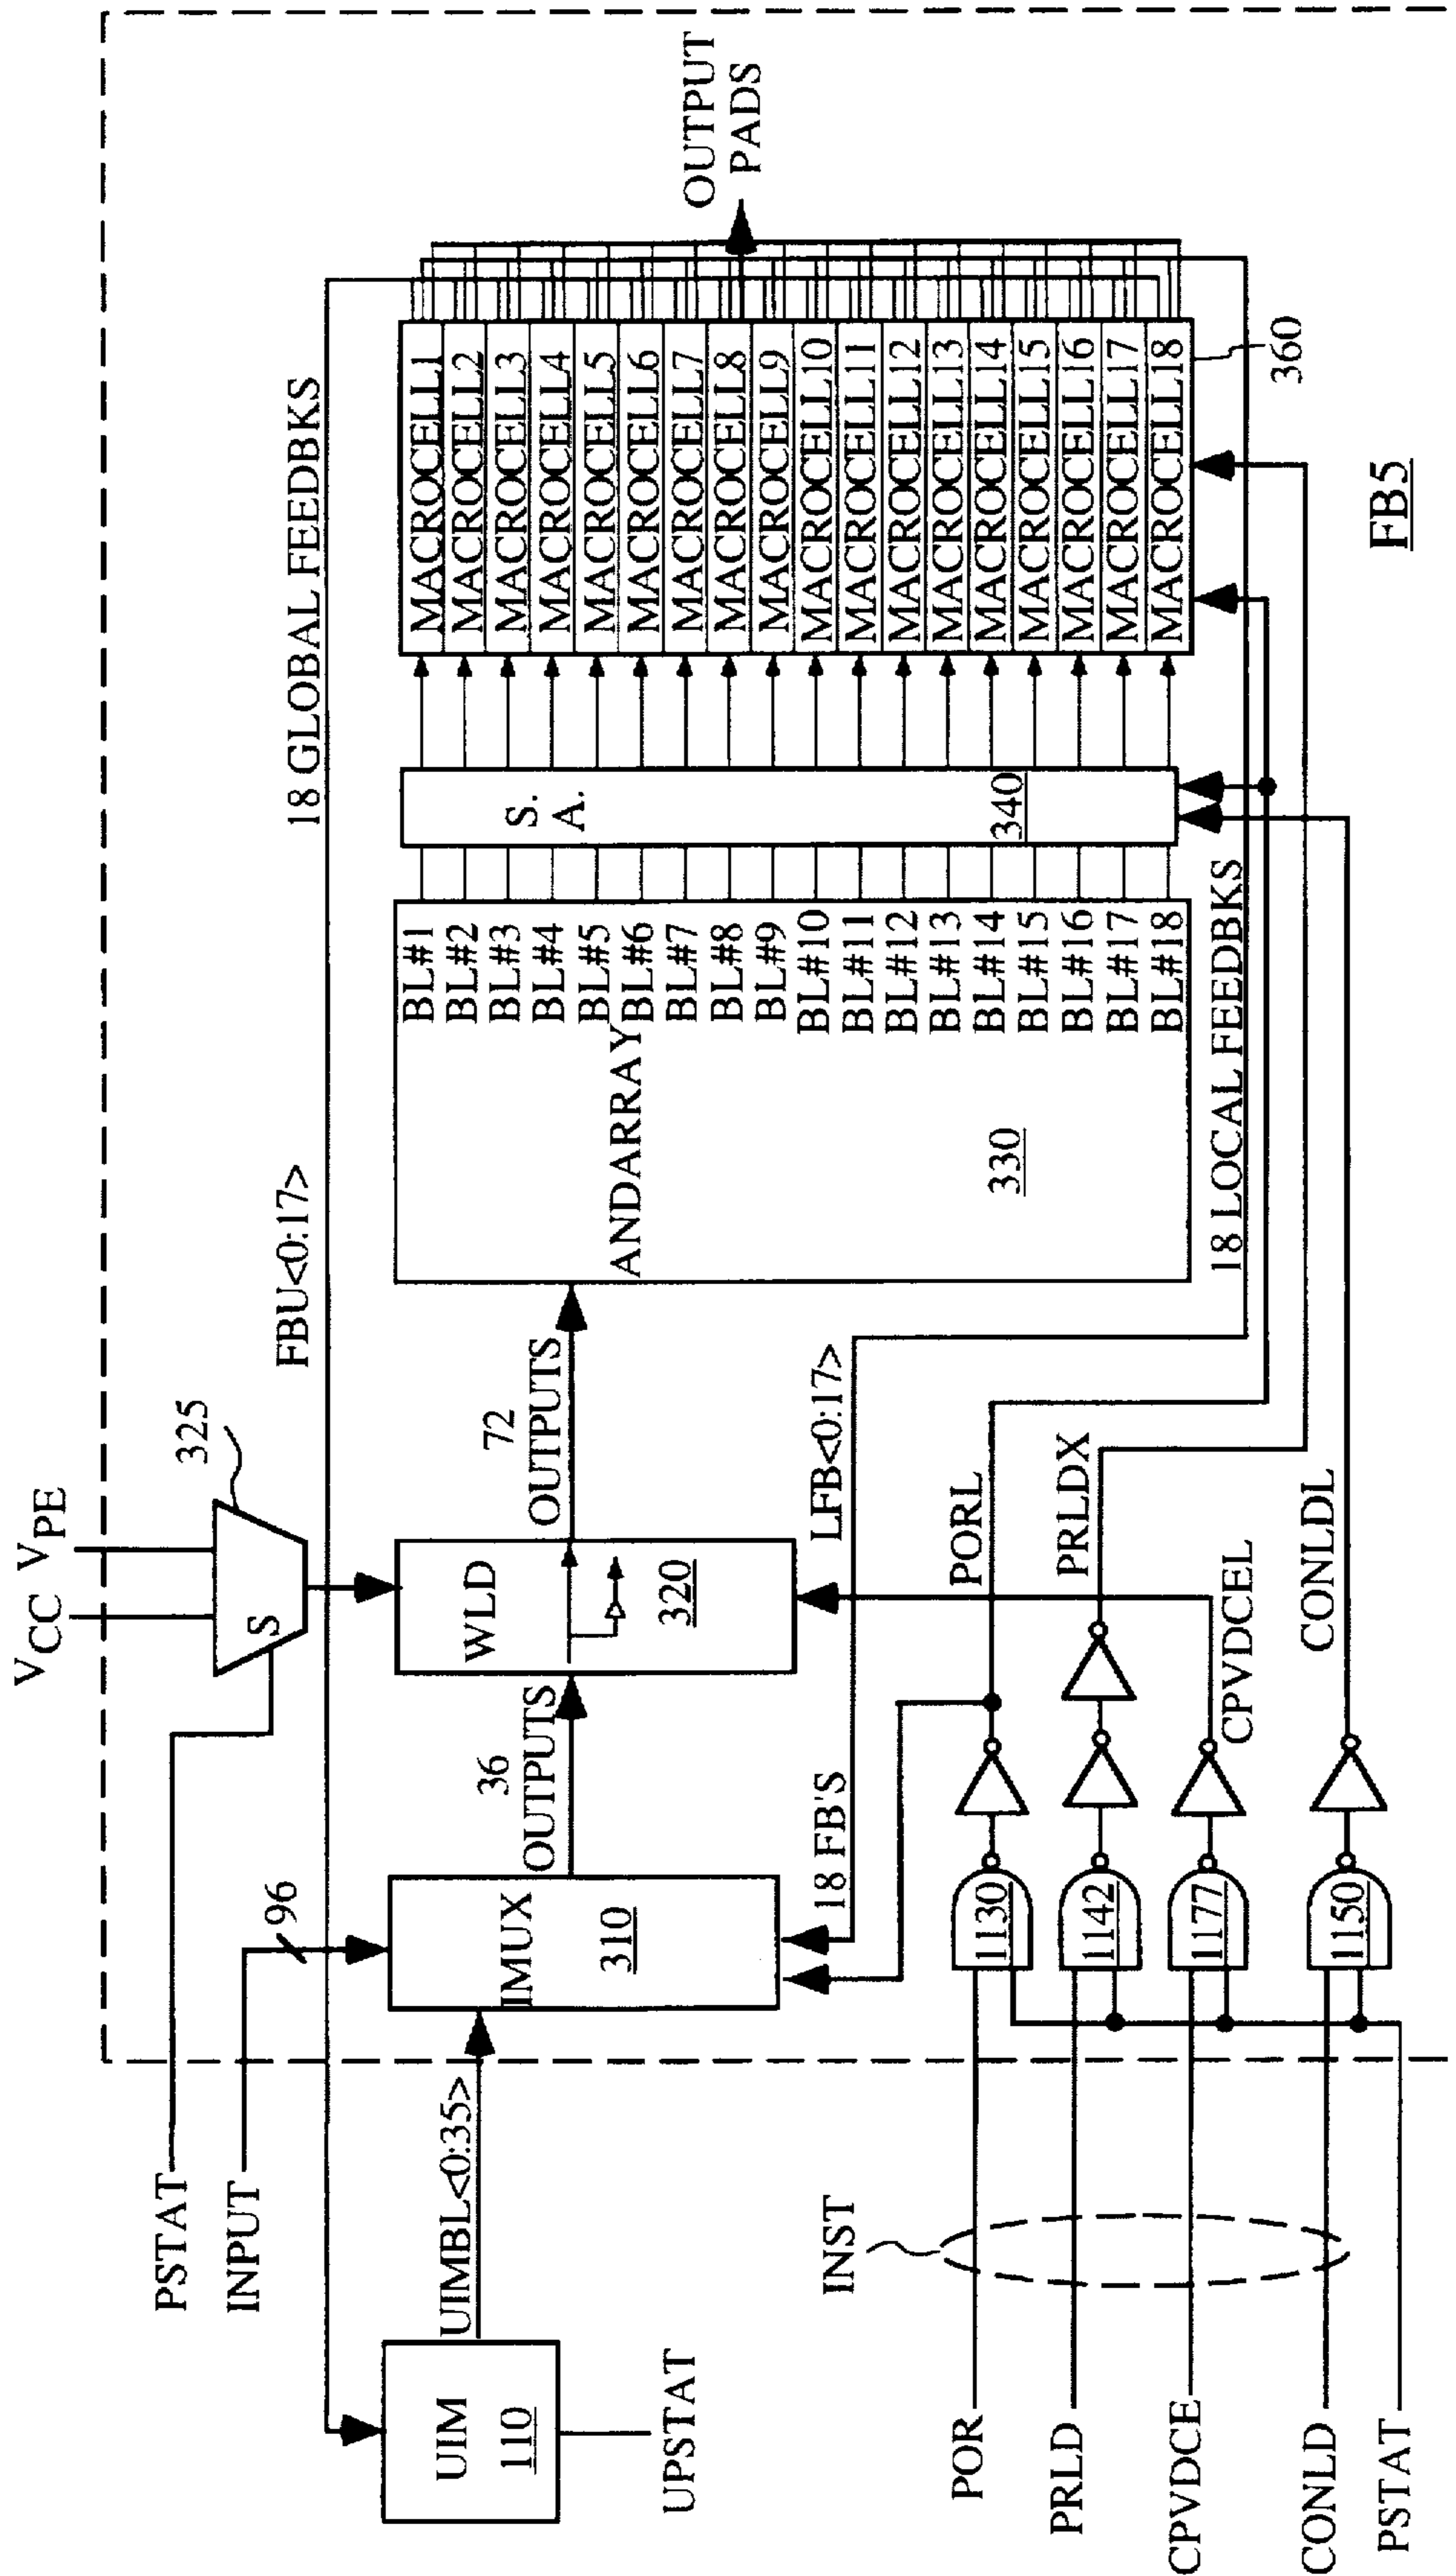 V_CC V_PE
325
S
PSTAT
INPUT
96
FBU<0:17>
18 GLOBAL FEEDBKS
UIM
110
UPSTAT
UIMBL<0:35>
IMUX
310
36
OUTPUTS
WLD
320
72
OUTPUTS
ANDARRAY
330
BL#1
BL#2
BL#3
BL#4
BL#5
BL#6
BL#7
BL#8
BL#9
BL#10
BL#11
BL#12
BL#13
BL#14
BL#15
BL#16
BL#17
BL#18
S.
A.
340
MACROCELL1
MACROCELL2
MACROCELL3
MACROCELL4
MACROCELL5
MACROCELL6
MACROCELL7
MACROCELL8
MACROCELL9
MACROCELL10
MACROCELL11
MACROCELL12
MACROCELL13
MACROCELL14
MACROCELL15
MACROCELL16
MACROCELL17
MACROCELL18
360
OUTPUT
PADS
18 FB'S
LFB<0:17>
18 LOCAL FEEDBKS
INST
POR
PRLD
CPVDCE
CONLD
PSTAT
1130
1142
1177
1150
PORL
PRLDX
CPVDCEL
CONLDL
FB5